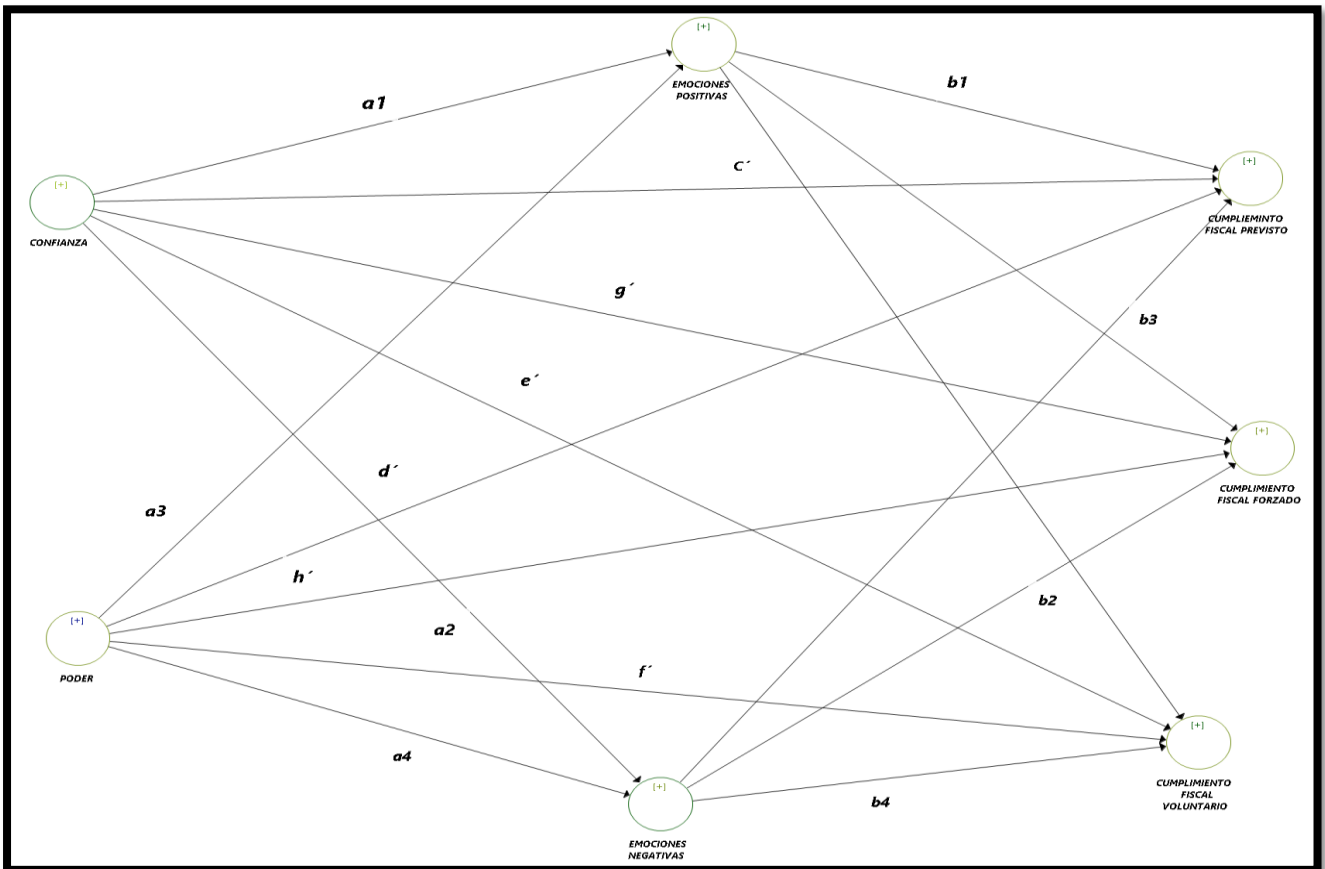 [+]
EMOCIONES
POSITIVAS
b1
a1
C´
[+]
CUMPLIEMINTO
FISCAL PREVISTO
[+]
CONFIANZA
g´
b3
e´
[+]
CUMPLIMIENTO
FISCAL FORZADO
d´
a3
h´
b2
[+]
PODER
a2
f´
[+]
CUMPLIMIENTO
FISCAL
VOLUNTARIO
a4
[+]
EMOCIONES
NEGATIVAS
b4